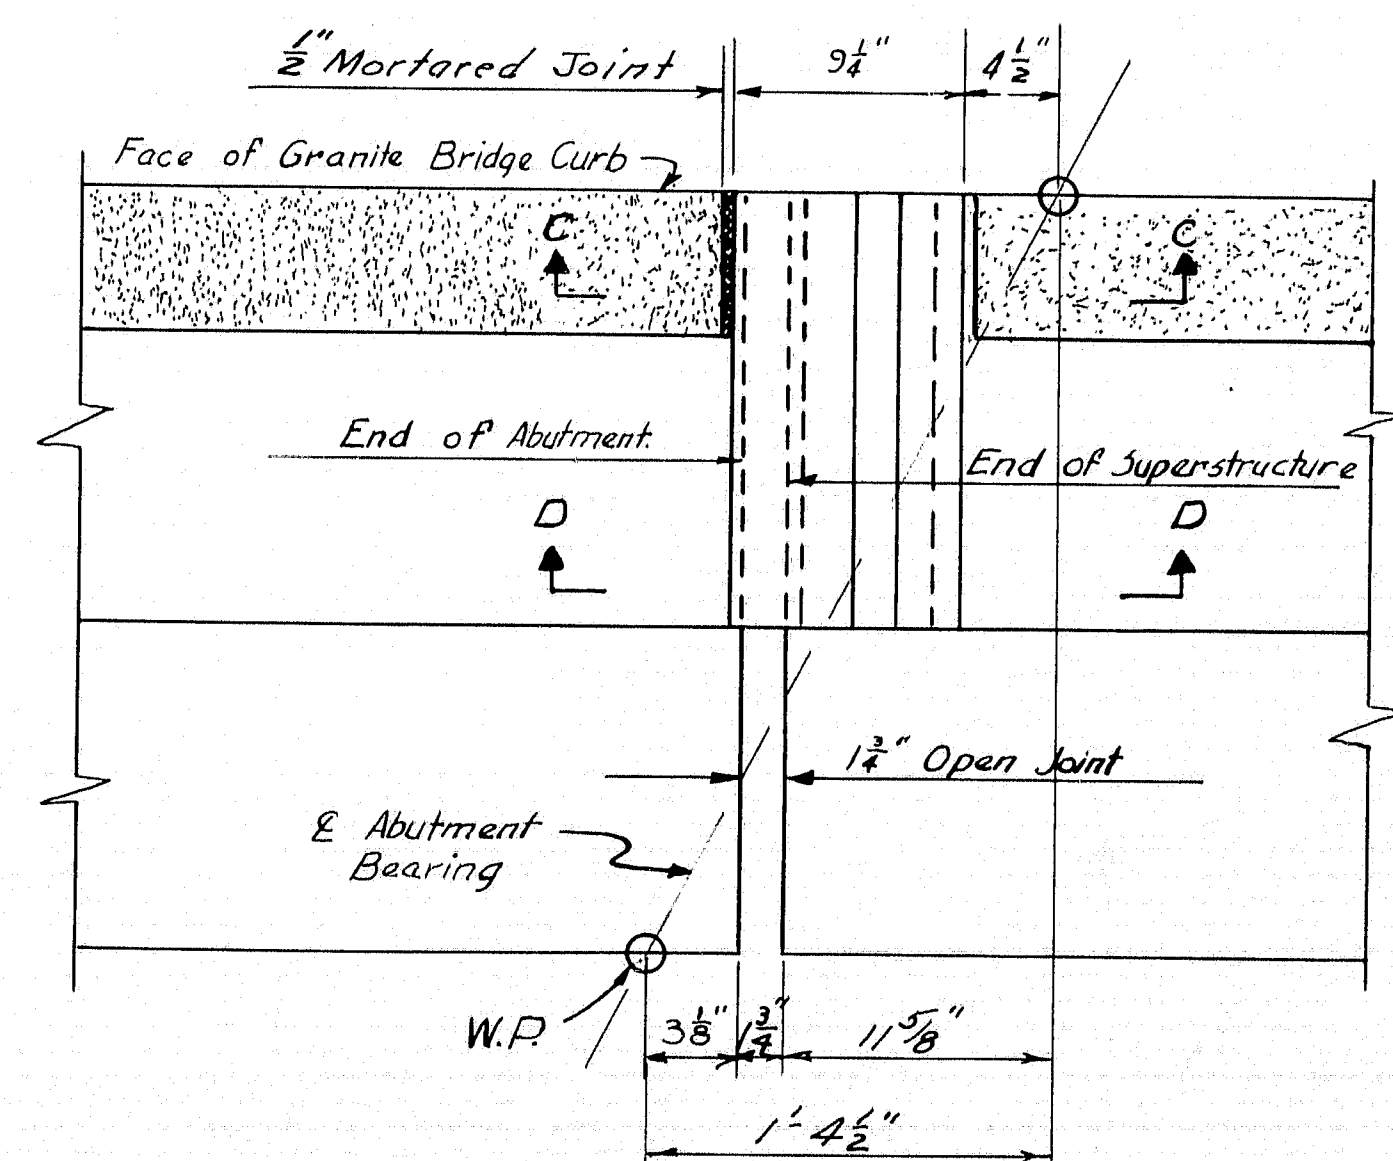 1/2" Mortared Joint
9 1/4"
4 1/2"
Face of Granite Bridge Curb
C
C
End of Abutment.
End of Superstructure
D
D
1 3/4" Open Joint
℄ Abutment
Bearing
W.P.
3 1/8"
1 3/4"
11 5/8"
1'-4 1/2"